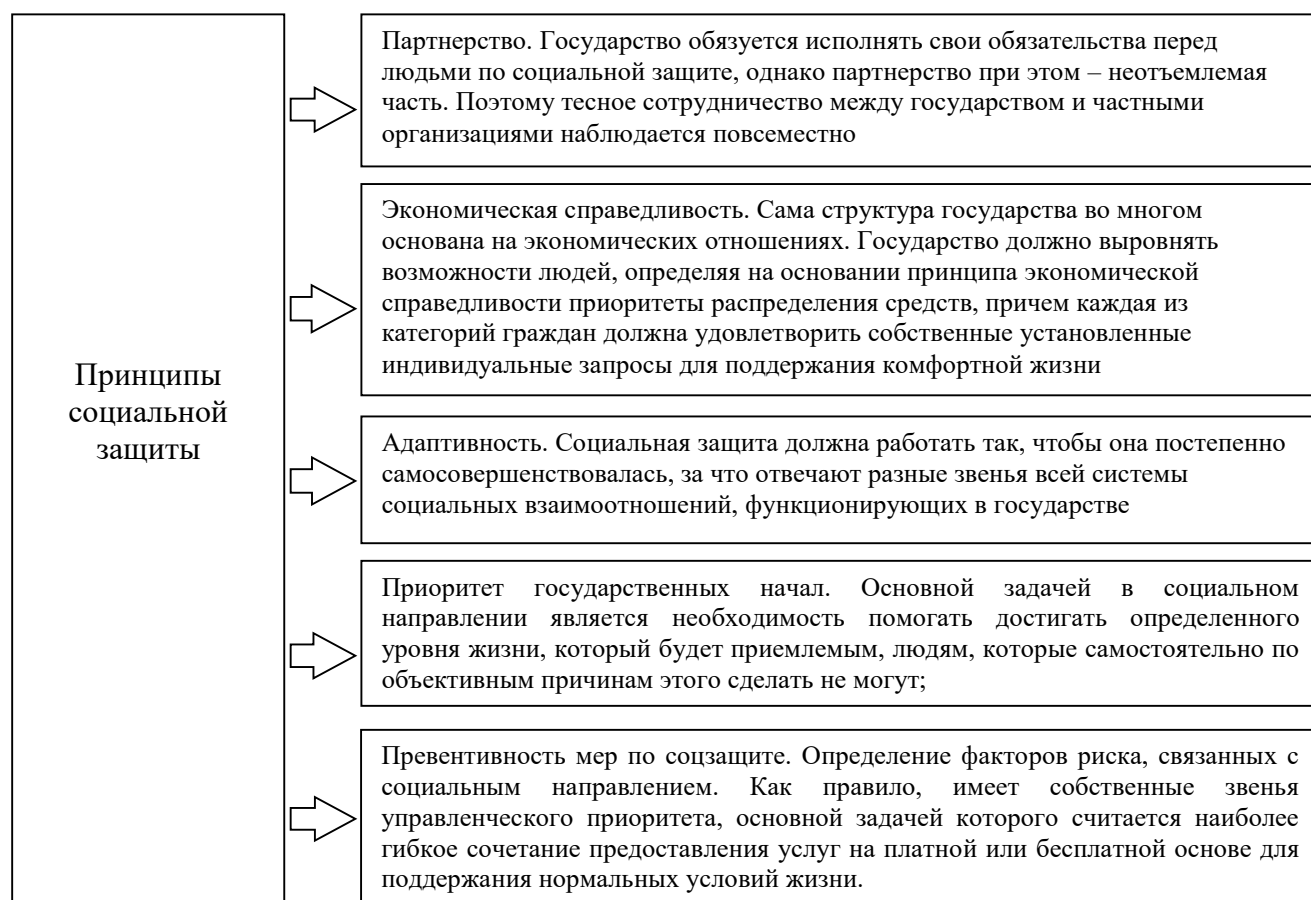 Принципы
социальной
защиты
Партнерство. Государство обязуется исполнять свои обязательства перед
людьми по социальной защите, однако партнерство при этом – неотъемлемая
часть. Поэтому тесное сотрудничество между государством и частными
организациями наблюдается повсеместно
Экономическая справедливость. Сама структура государства во многом
основана на экономических отношениях. Государство должно выровнять
возможности людей, определяя на основании принципа экономической
справедливости приоритеты распределения средств, причем каждая из
категорий граждан должна удовлетворить собственные установленные
индивидуальные запросы для поддержания комфортной жизни
Адаптивность. Социальная защита должна работать так, чтобы она постепенно
самосовершенствовалась, за что отвечают разные звенья всей системы
социальных взаимоотношений, функционирующих в государстве
Приоритет государственных начал. Основной задачей в социальном
направлении является необходимость помогать достигать определенного
уровня жизни, который будет приемлемым, людям, которые самостоятельно по
объективным причинам этого сделать не могут;
Превентивность мер по соцзащите. Определение факторов риска, связанных с
социальным направлением. Как правило, имеет собственные звенья
управленческого приоритета, основной задачей которого считается наиболее
гибкое сочетание предоставления услуг на платной или бесплатной основе для
поддержания нормальных условий жизни.